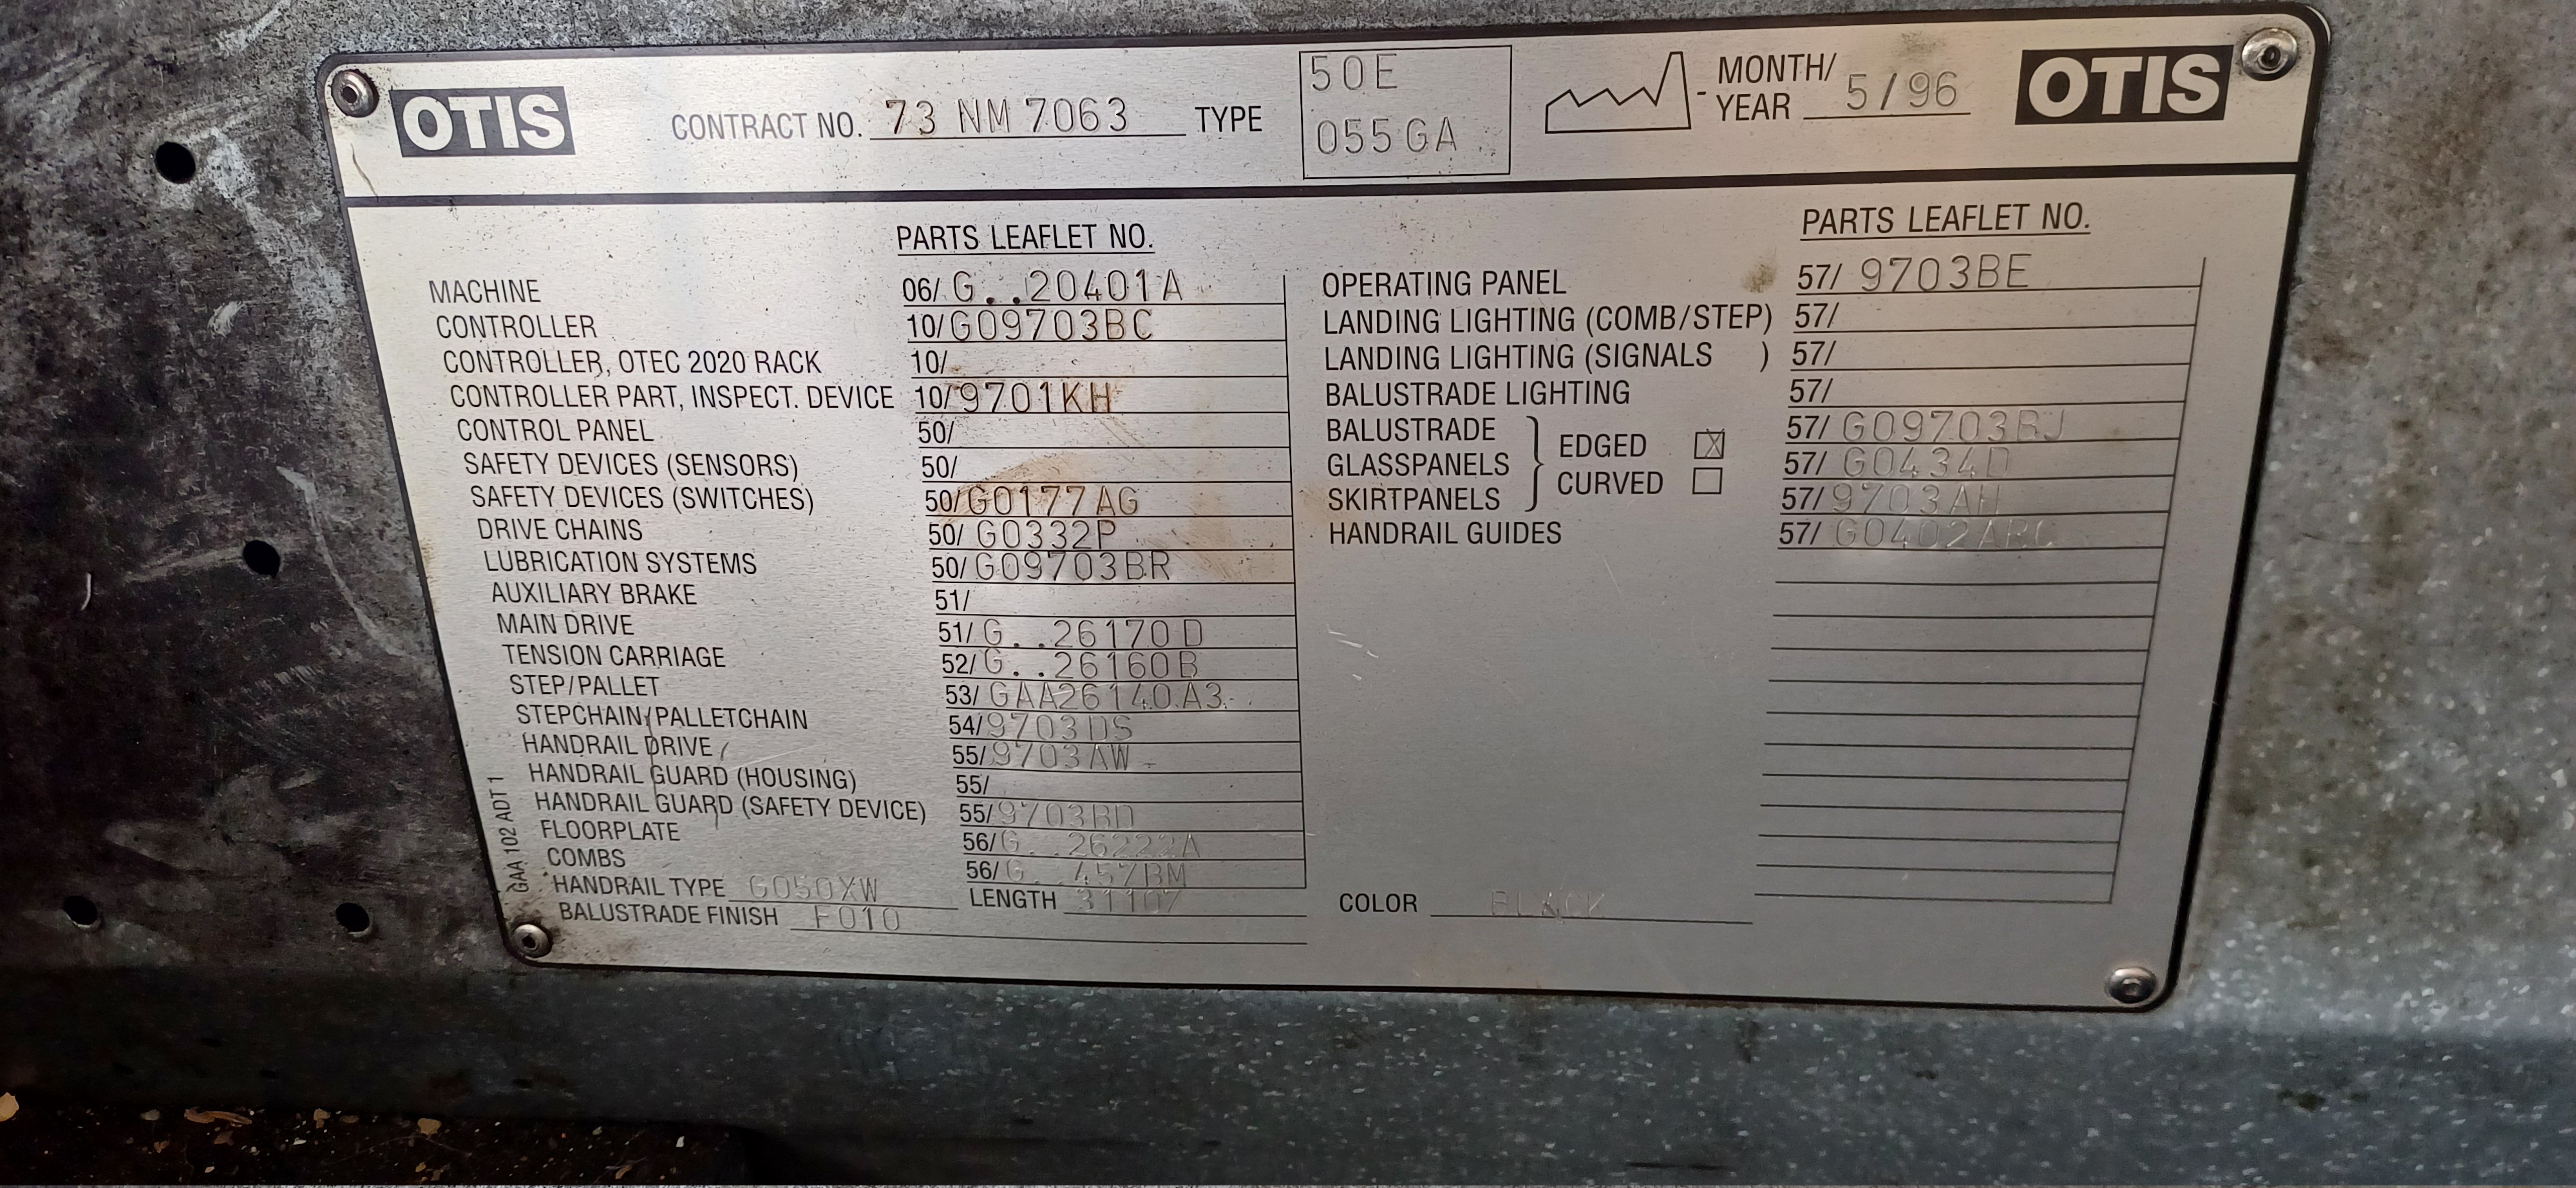 OTIS CONTRACT NO. 73 NM 7063 TYPE 50E 055GA - MONTH/YEAR 5/96 OTIS
PARTS LEAFLET NO.
MACHINE 06/ G..20401A
CONTROLLER 10/ G09703BC
CONTROLLER, OTEC 2020 RACK 10/
CONTROLLER PART, INSPECT. DEVICE 10/ 9701KH
CONTROL PANEL 50/
SAFETY DEVICES (SENSORS) 50/
SAFETY DEVICES (SWITCHES) 50/ G0177AG
DRIVE CHAINS 50/ G0332P
LUBRICATION SYSTEMS 50/ G09703BR
AUXILIARY BRAKE 51/
MAIN DRIVE 51/ G..26170D
TENSION CARRIAGE 52/ G..26160B
STEP/PALLET 53/ GAA26140A3
STEPCHAIN/PALLETCHAIN 54/ 9703DS
HANDRAIL DRIVE 55/ 9703AW
HANDRAIL GUARD (HOUSING) 55/
HANDRAIL GUARD (SAFETY DEVICE) 55/ 9703BD
FLOORPLATE 56/ G..26222A
COMBS 56/ G..457BM
HANDRAIL TYPE G050XW LENGTH 31107 COLOR BLACK
BALUSTRADE FINISH F010
GAA 102 ADT 1
PARTS LEAFLET NO.
OPERATING PANEL 57/ 9703BE
LANDING LIGHTING (COMB/STEP) 57/
LANDING LIGHTING (SIGNALS ) 57/
BALUSTRADE LIGHTING 57/
BALUSTRADE 57/ G09703BJ
EDGED X
GLASSPANELS 57/ G0434D
CURVED
SKIRTPANELS 57/ 9703AH
HANDRAIL GUIDES 57/ G0402ABC